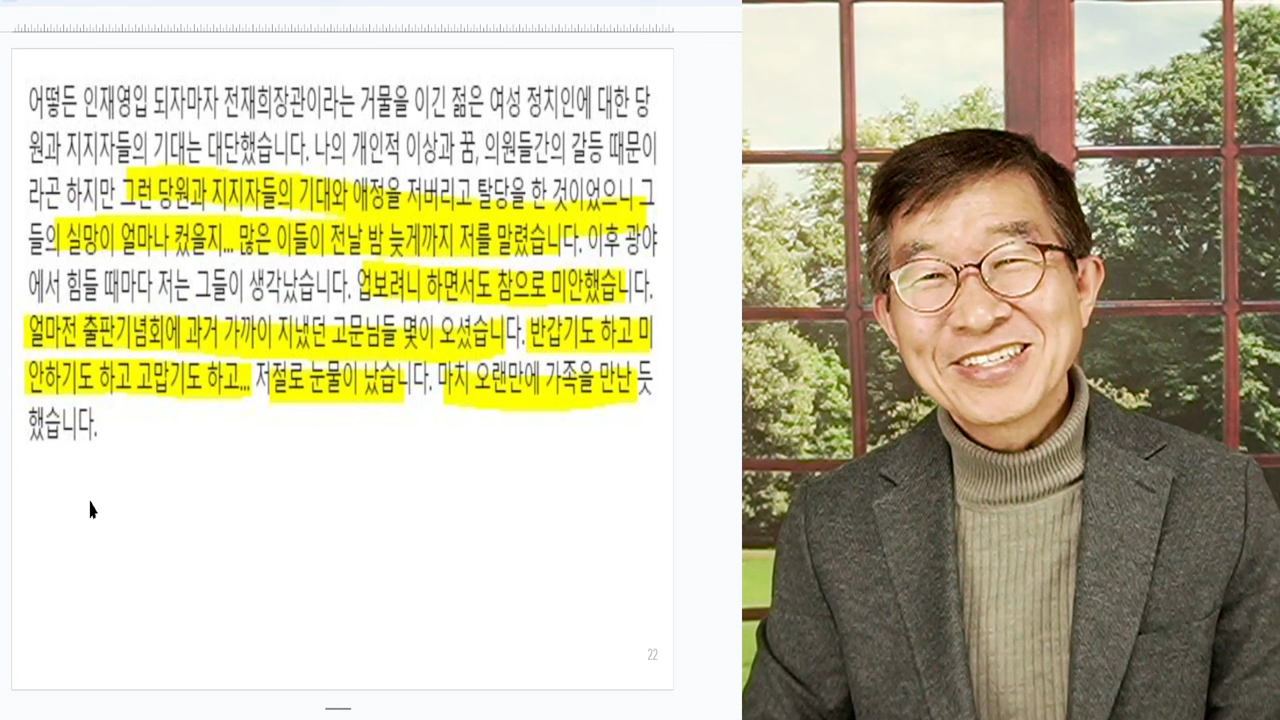 어떻든 인재영입 되자마자 전재희장관이라는 거물을 이긴 젊은 여성 정치인에 대한 당
원과 지지자들의 기대는 대단했습니다. 나의 개인적 이상과 꿈, 의원들간의 갈등 때문이
라곤 하지만 그런 당원과 지지자들의 기대와 애정을 저버리고 탈당을 한 것이었으니 그
들의 실망이 얼마나 컸을지... 많은 이들이 전날 밤 늦게까지 저를 말렸습니다. 이후 광야
에서 힘들 때마다 저는 그들이 생각났습니다. 업보려니 하면서도 참으로 미안했습니다.
얼마전 출판기념회에 과거 가까이 지냈던 고문님들 몇이 오셨습니다. 반갑기도 하고 미
안하기도 하고 고맙기도 하고... 저절로 눈물이 났습니다. 마치 오랜만에 가족을 만난 듯
했습니다.
22